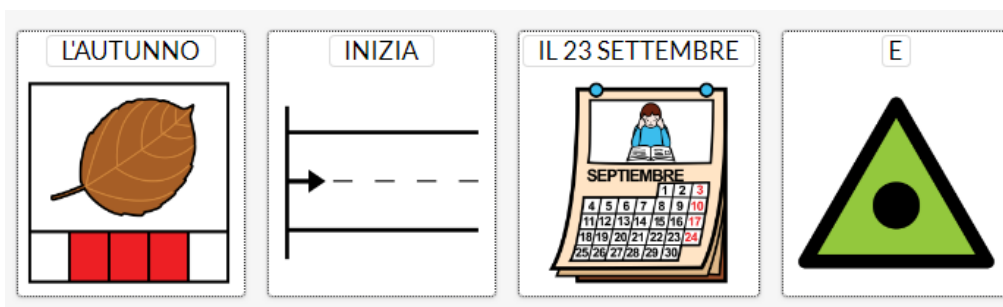 L'AUTUNNO
INIZIA
IL 23 SETTEMBRE
E
SEPTIEMBRE
1 2 3
4 5 6 7 8 9 10
11 12 13 14 15 16 17
18 19 20 21 22 23 24
25 26 27 28 29 30